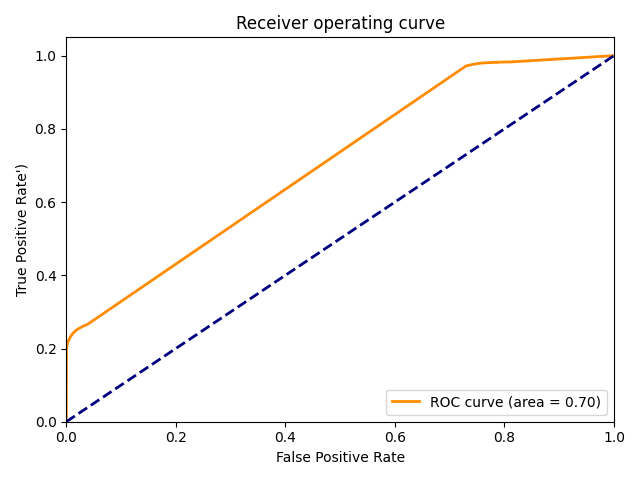 Receiver operating curve
True Positive Rate')
1.0
0.8
0.6
0.4
0.2
0.0
0.0 0.2 0.4 0.6 0.8 1.0
False Positive Rate
ROC curve (area = 0.70)